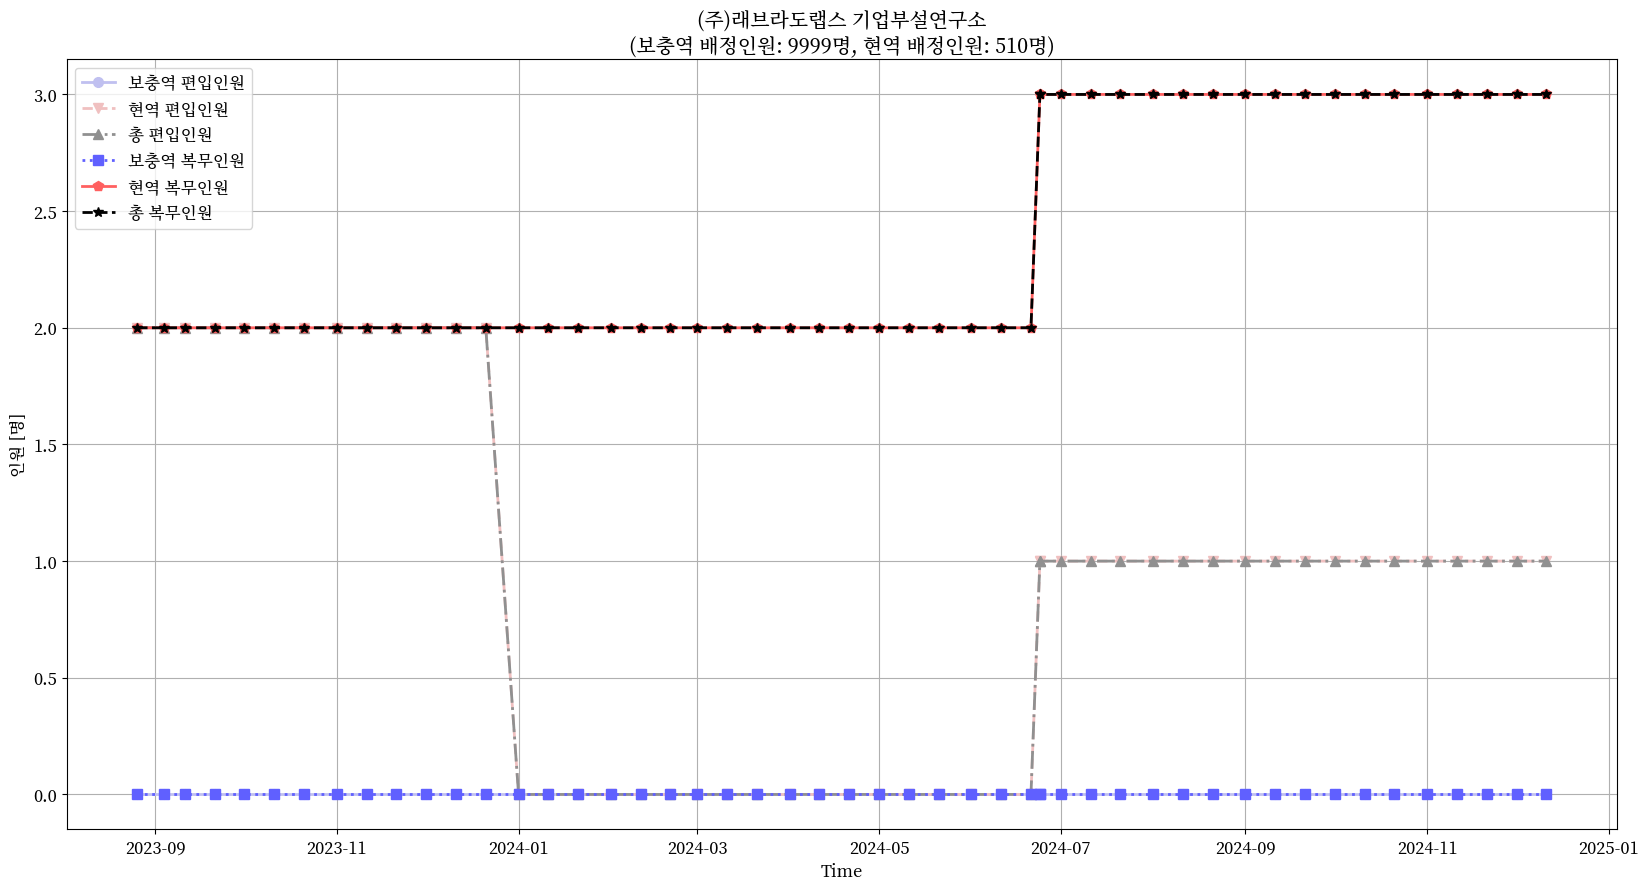 (주)래브라도랩스 기업부설연구소
(보충역 배정인원: 9999명, 현역 배정인원: 510명)
보충역 편입인원
현역 편입인원
총 편입인원
보충역 복무인원
현역 복무인원
총 복무인원
3.0
2.5
2.0
1.5
1.0
0.5
0.0
인원 [명]
2023-09
2023-11
2024-01
2024-03
2024-05
2024-07
2024-09
2024-11
2025-01
Time